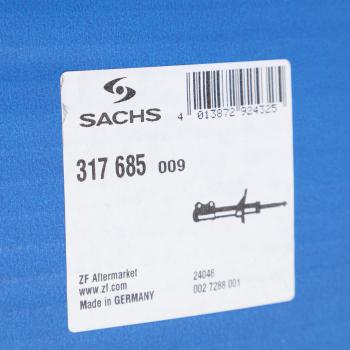 SACHS
4 013872 924325
317 685 009
ZF Aftermarket
www.zf.com
Made in GERMANY
24046
002 7288 001